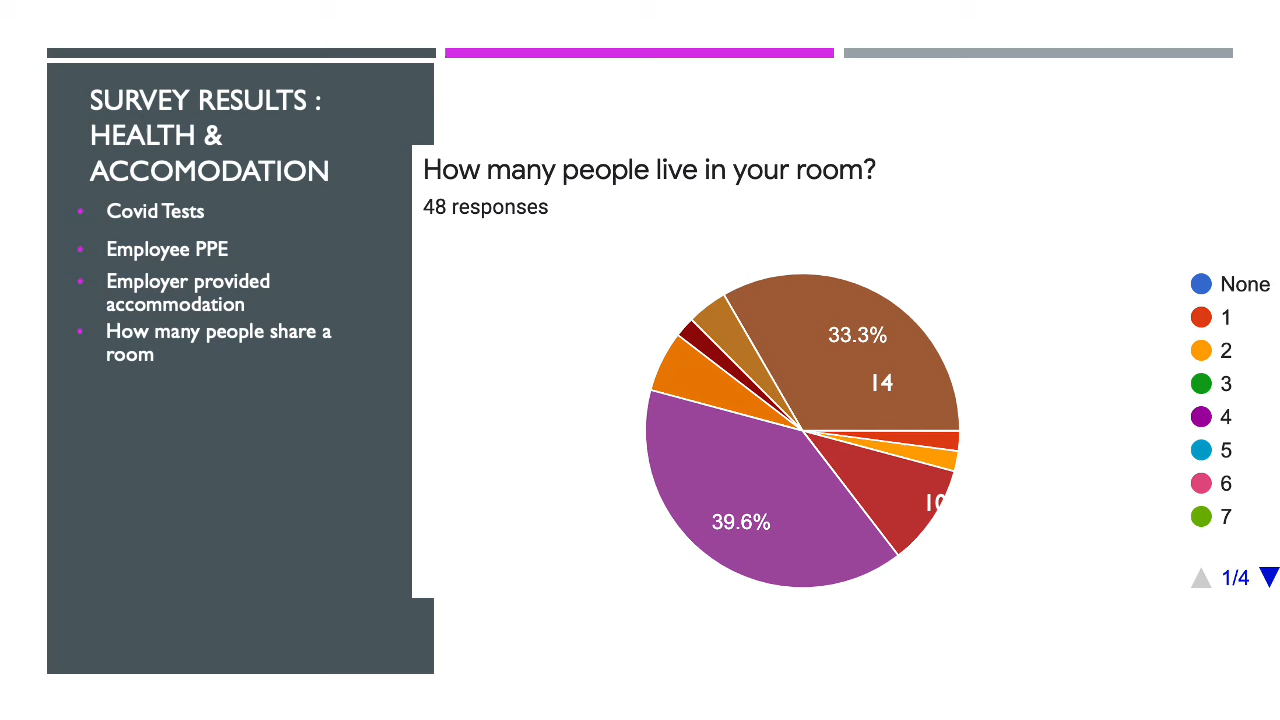 SURVEY RESULTS :
HEALTH &
ACCOMODATION
• Covid Tests
• Employee PPE
• Employer provided
accommodation
• How many people share a
room
How many people live in your room?
48 responses
33.3%
14
10
39.6%
None
1
2
3
4
5
6
7
1/4